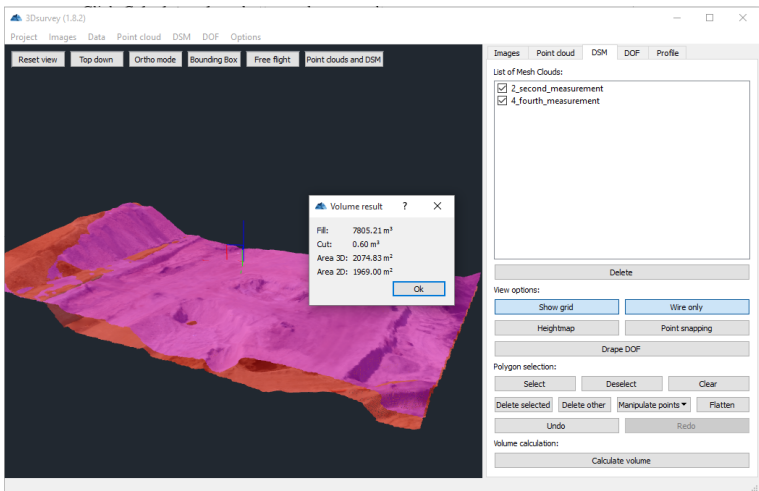 3Dsurvey (1.8.2)
Project Images Data Point cloud DSM DOF Options
Reset view Top down Ortho mode Bounding Box Free flight Point clouds and DSM
Images Point cloud DSM DOF Profile
List of Mesh Clouds:
2_second_measurement
4_fourth_measurement
Volume result ? X
Fill: 7805.21 m³
Cut: 0.60 m³
Area 3D: 2074.83 m²
Area 2D: 1969.00 m²
Ok
Delete
View options:
Show grid Wire only
Heightmap Point snapping
Drape DOF
Polygon selection:
Select Deselect Clear
Delete selected Delete other Manipulate points Flatten
Undo Redo
Volume calculation:
Calculate volume